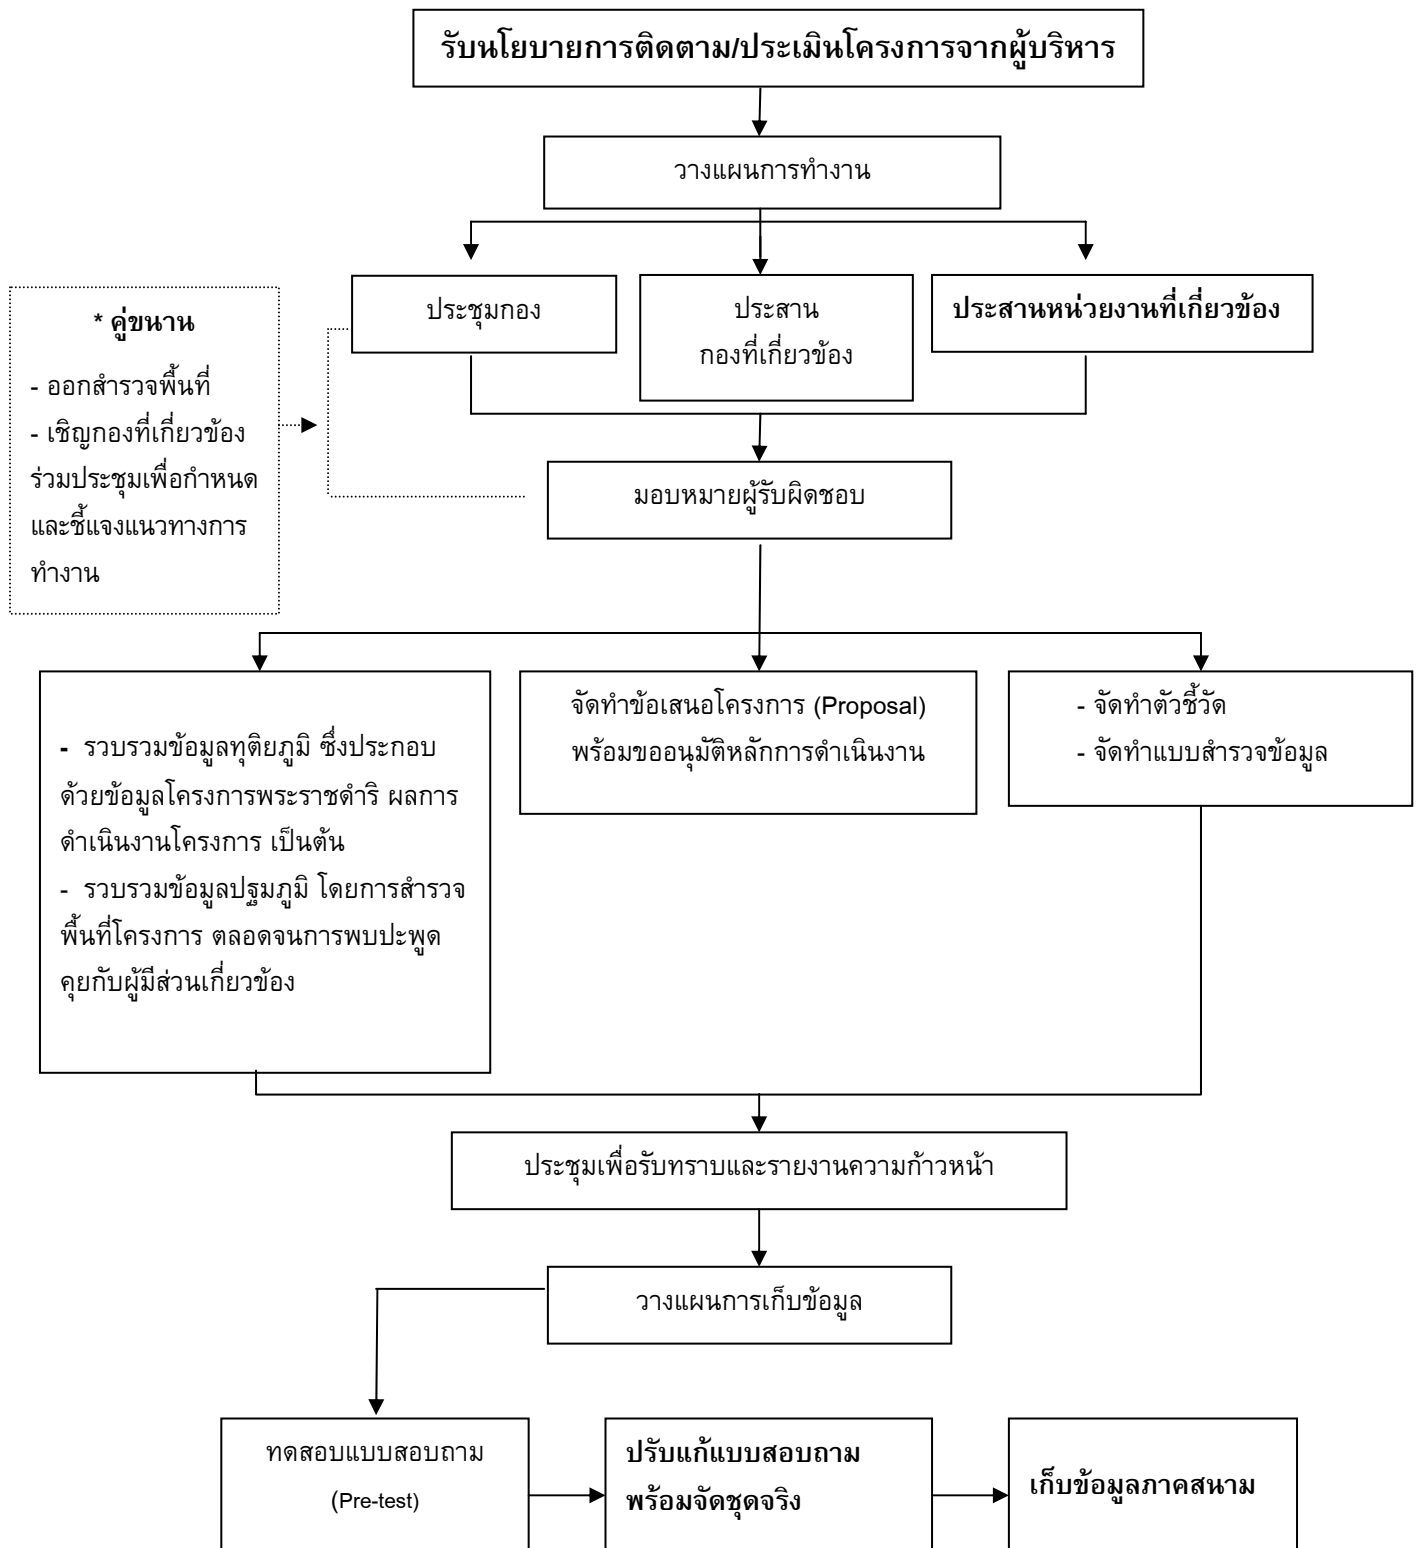 รับนโยบายการติดตาม/ประเมินโครงการจากผู้บริหาร
วางแผนการทำงาน
ประชุมกอง
ประสาน
กองที่เกี่ยวข้อง
ประสานหน่วยงานที่เกี่ยวข้อง
* คู่ขนาน
- ออกสำรวจพื้นที่
- เชิญกองที่เกี่ยวข้อง
ร่วมประชุมเพื่อกำหนด
และชี้แจงแนวทางการ
ทำงาน
มอบหมายผู้รับผิดชอบ
- รวบรวมข้อมูลทุติยภูมิ ซึ่งประกอบ
ด้วยข้อมูลโครงการพระราชดำริ ผลการ
ดำเนินงานโครงการ เป็นต้น
- รวบรวมข้อมูลปฐมภูมิ โดยการสำรวจ
พื้นที่โครงการ ตลอดจนการพบปะพูด
คุยกับผู้มีส่วนเกี่ยวข้อง
จัดทำข้อเสนอโครงการ (Proposal)
พร้อมขออนุมัติหลักการดำเนินงาน
- จัดทำตัวชี้วัด
- จัดทำแบบสำรวจข้อมูล
ประชุมเพื่อรับทราบและรายงานความก้าวหน้า
วางแผนการเก็บข้อมูล
ทดสอบแบบสอบถาม
(Pre-test)
ปรับแก้แบบสอบถาม
พร้อมจัดชุดจริง
เก็บข้อมูลภาคสนาม